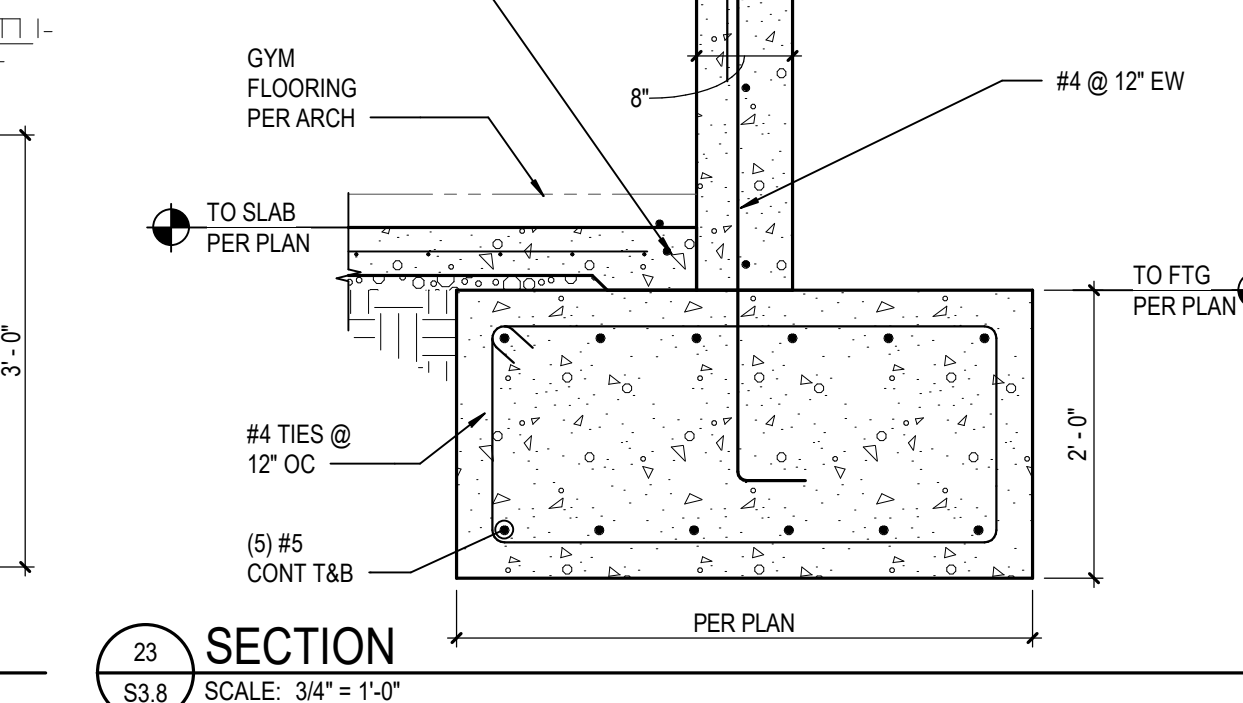 GYM
FLOORING
PER ARCH
8"
#4 @ 12" EW
TO SLAB
PER PLAN
TO FTG
PER PLAN
3' - 0"
#4 TIES @
12" OC
2' - 0"
(5) #5
CONT T&B
PER PLAN
23
SECTION
S3.8
SCALE: 3/4" = 1'-0"